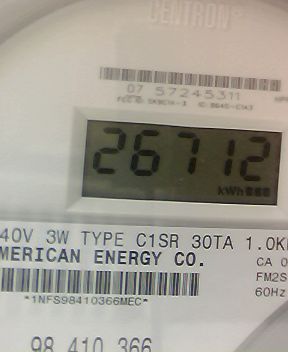 CENTRON®
07 57245311
26712
kWh
40V 3W TYPE C1SR 30TA 1.0K
MERICAN ENERGY CO.
CA 0
FM2S
60Hz
*1NFS98410366MEC*
98 410 366